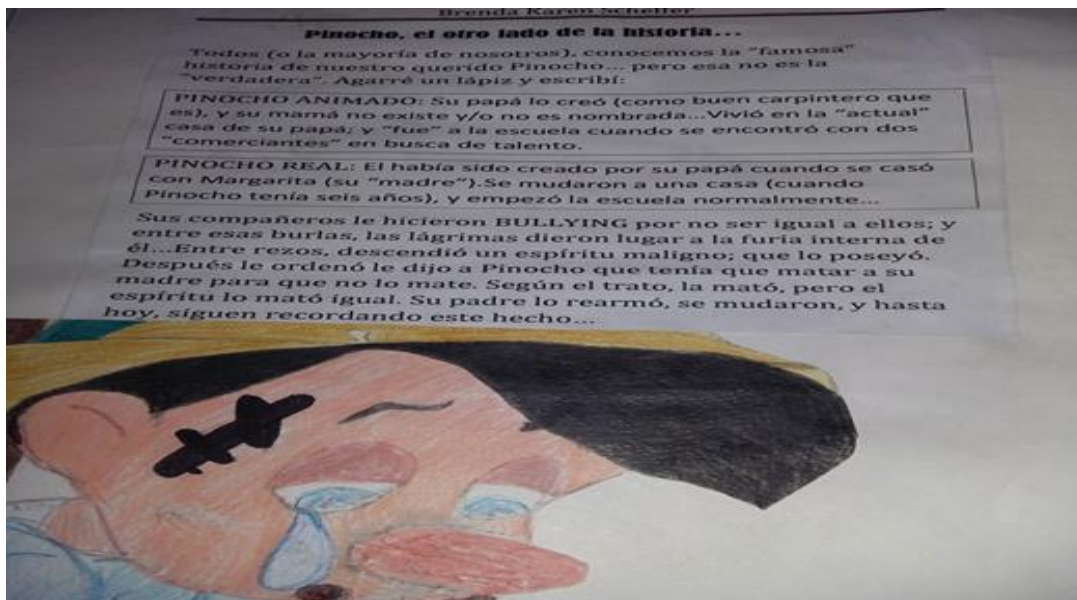 Brenda Karen Scheffer
Pinocho, el otro lado de la historia...
Todos (o la mayoría de nosotros), conocemos la "famosa"
historia de nuestro querido Pinocho... pero esa no es la
"verdadera". Agarré un lápiz y escribí:
PINOCHO ANIMADO: Su papá lo creó (como buen carpintero que
es), y su mamá no existe y/o no es nombrada...Vivió en la "actual"
casa de su papá; y "fue" a la escuela cuando se encontró con dos
"comerciantes" en busca de talento.
PINOCHO REAL: El había sido creado por su papá cuando se casó
con Margarita (su "madre").Se mudaron a una casa (cuando
Pinocho tenía seis años), y empezó la escuela normalmente...
Sus compañeros le hicieron BULLYING por no ser igual a ellos; y
entre esas burlas, las lágrimas dieron lugar a la furia interna de
él...Entre rezos, descendió un espíritu maligno; que lo poseyó.
Después le ordenó le dijo a Pinocho que tenía que matar a su
madre para que no lo mate. Según el trato, la mató, pero el
espíritu lo mató igual. Su padre lo rearmó, se mudaron, y hasta
hoy, siguen recordando este hecho...